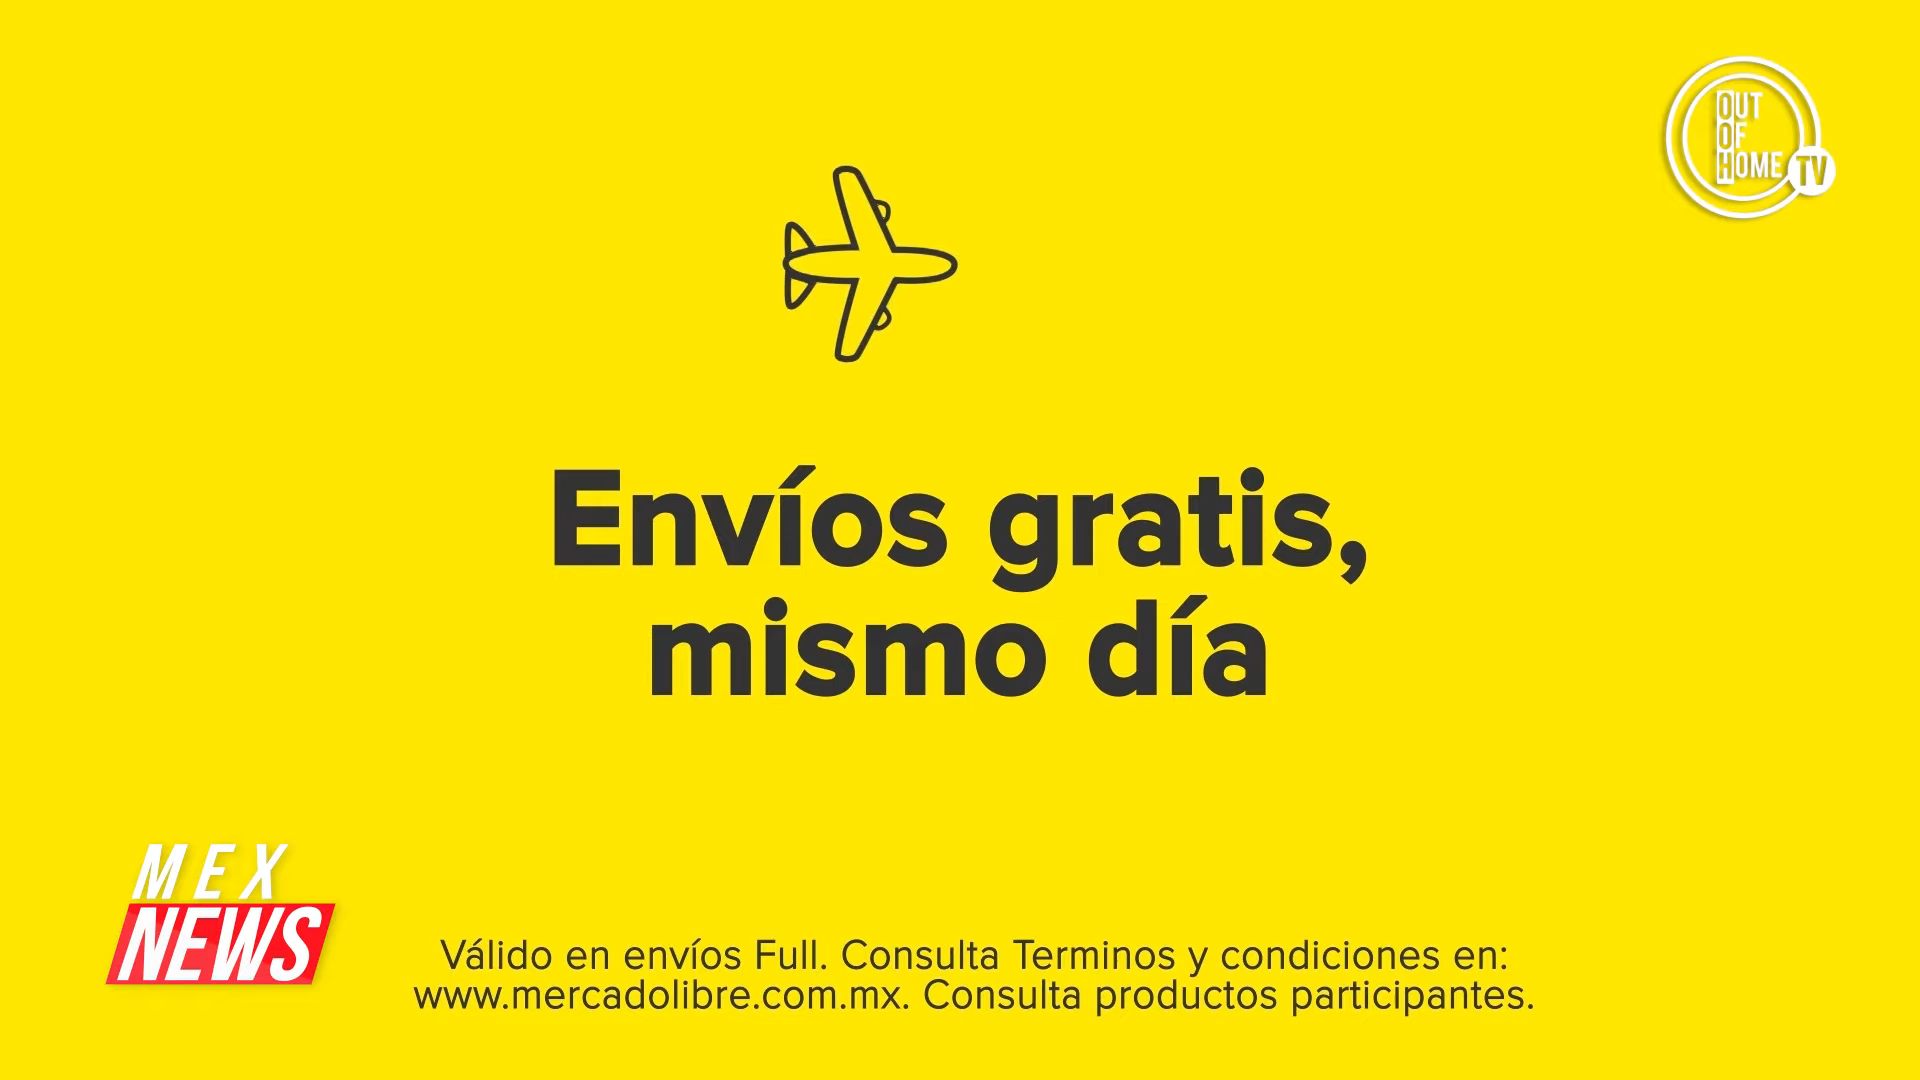 OUT
OF
HOME TV
Envíos gratis,
mismo día
MEX
NEWS
Válido en envíos Full. Consulta Terminos y condiciones en:
www.mercadolibre.com.mx. Consulta productos participantes.